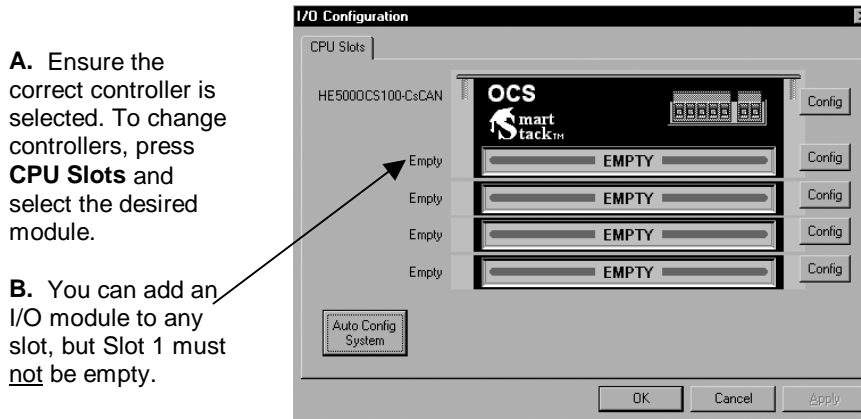 I/O Configuration
CPU Slots
A. Ensure the
correct controller is
selected. To change
controllers, press
CPU Slots and
select the desired
module.
B. You can add an
I/O module to any
slot, but Slot 1 must
not be empty.
HE500OCS100-CsCAN
OCS
Smart
Stack™
Config
Empty
EMPTY
Config
Empty
EMPTY
Config
Empty
EMPTY
Config
Empty
EMPTY
Config
Auto Config
System
OK
Cancel
Apply